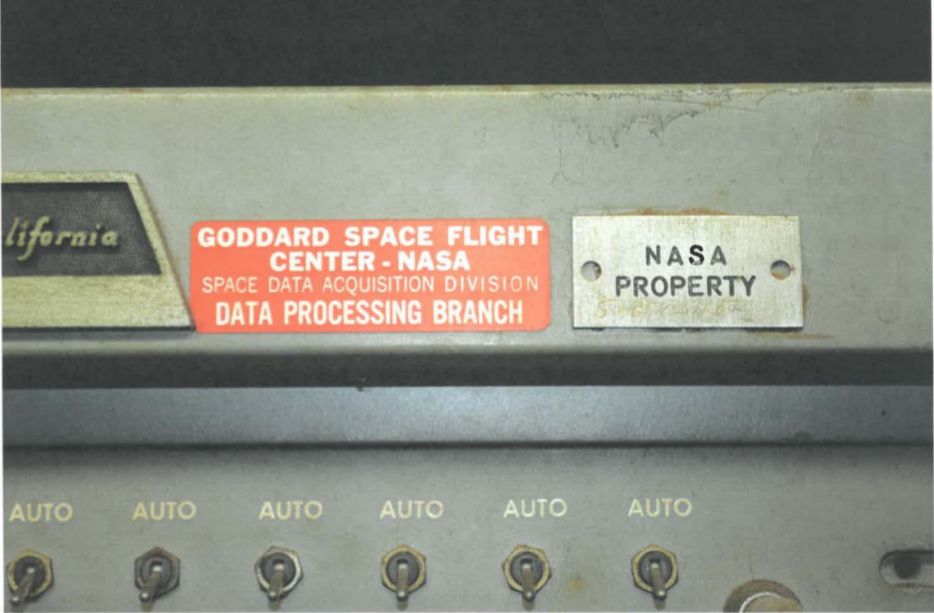 lifornia
GODDARD SPACE FLIGHT
CENTER - NASA
SPACE DATA ACQUISITION DIVISION
DATA PROCESSING BRANCH
NASA
PROPERTY
AUTO AUTO AUTO AUTO AUTO AUTO